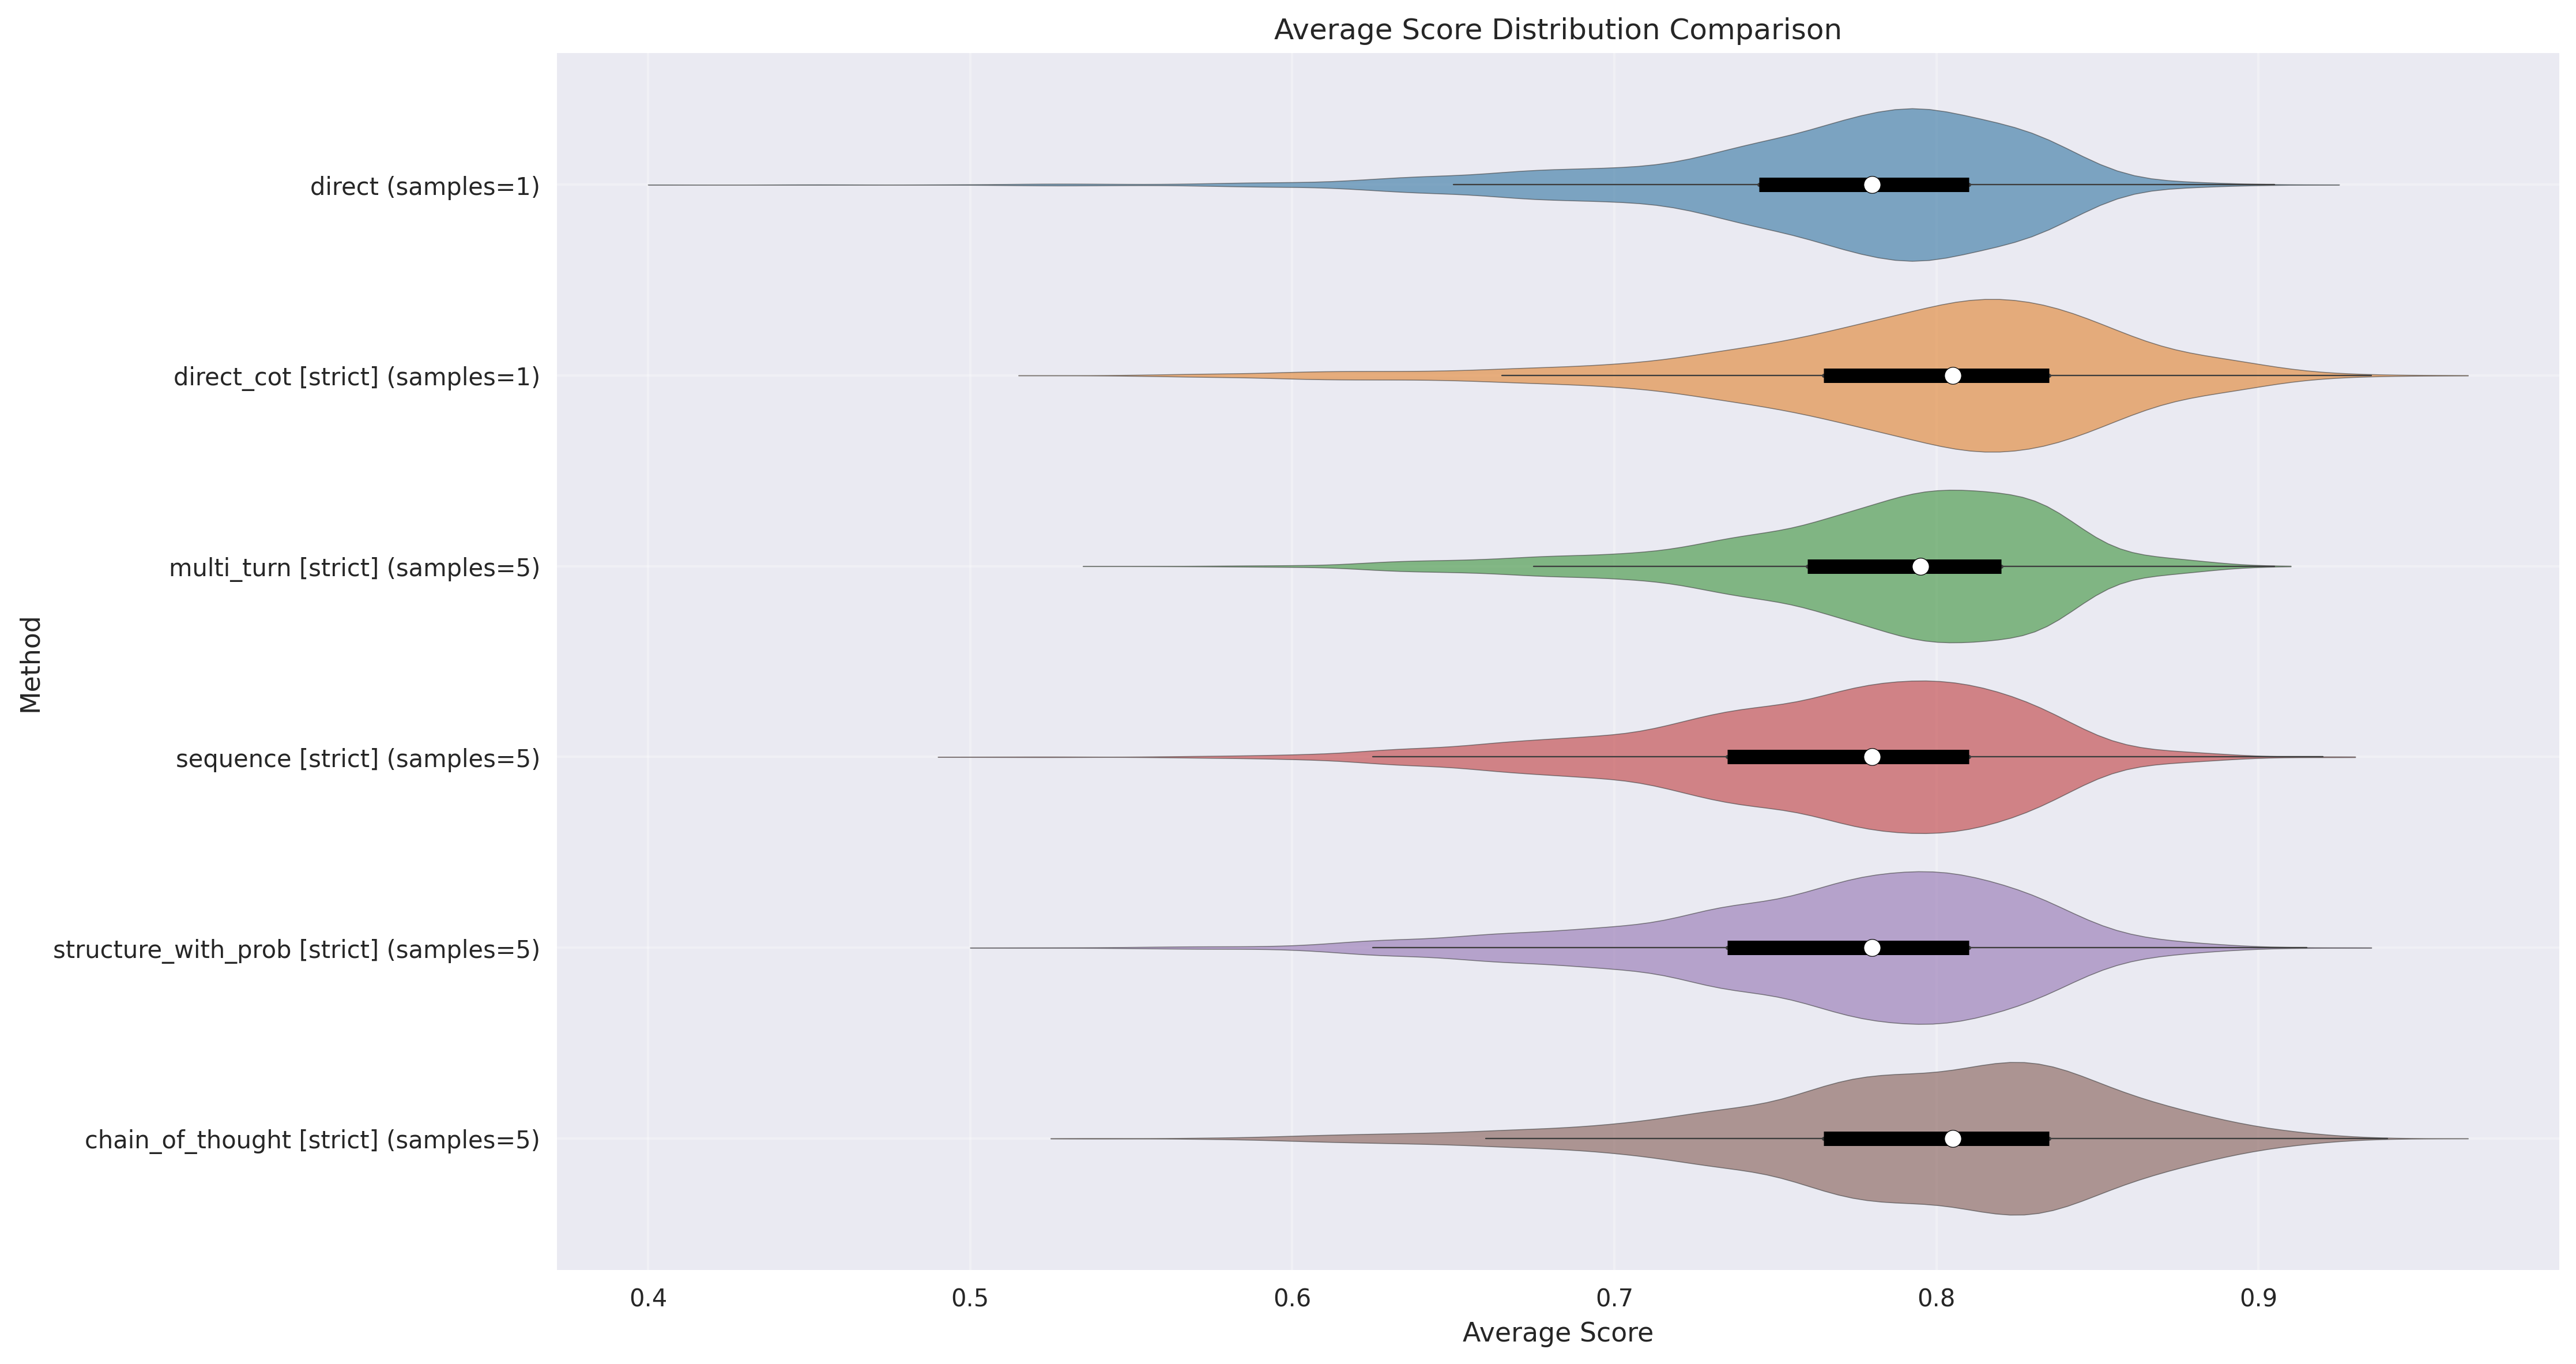 Average Score Distribution Comparison
Method
direct (samples=1)
direct_cot [strict] (samples=1)
multi_turn [strict] (samples=5)
sequence [strict] (samples=5)
structure_with_prob [strict] (samples=5)
chain_of_thought [strict] (samples=5)
0.4 0.5 0.6 0.7 0.8 0.9
Average Score